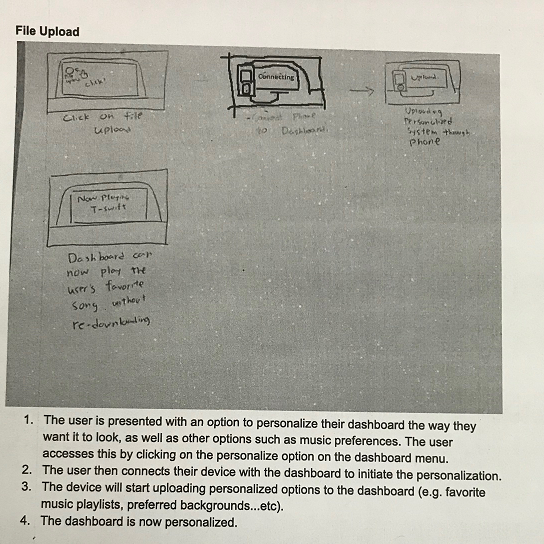 File Upload
click!
Click on file
upload
Connecting
- Connect Phone
to Dashboard
Upload
Uploading
Personalized
System through
phone
Now Playing
T-swift
Dashboard can
now play the
user's favorite
song without
re-downloading
1. The user is presented with an option to personalize their dashboard the way they
want it to look, as well as other options such as music preferences. The user
accesses this by clicking on the personalize option on the dashboard menu.
2. The user then connects their device with the dashboard to initiate the personalization.
3. The device will start uploading personalized options to the dashboard (e.g. favorite
music playlists, preferred backgrounds...etc).
4. The dashboard is now personalized.